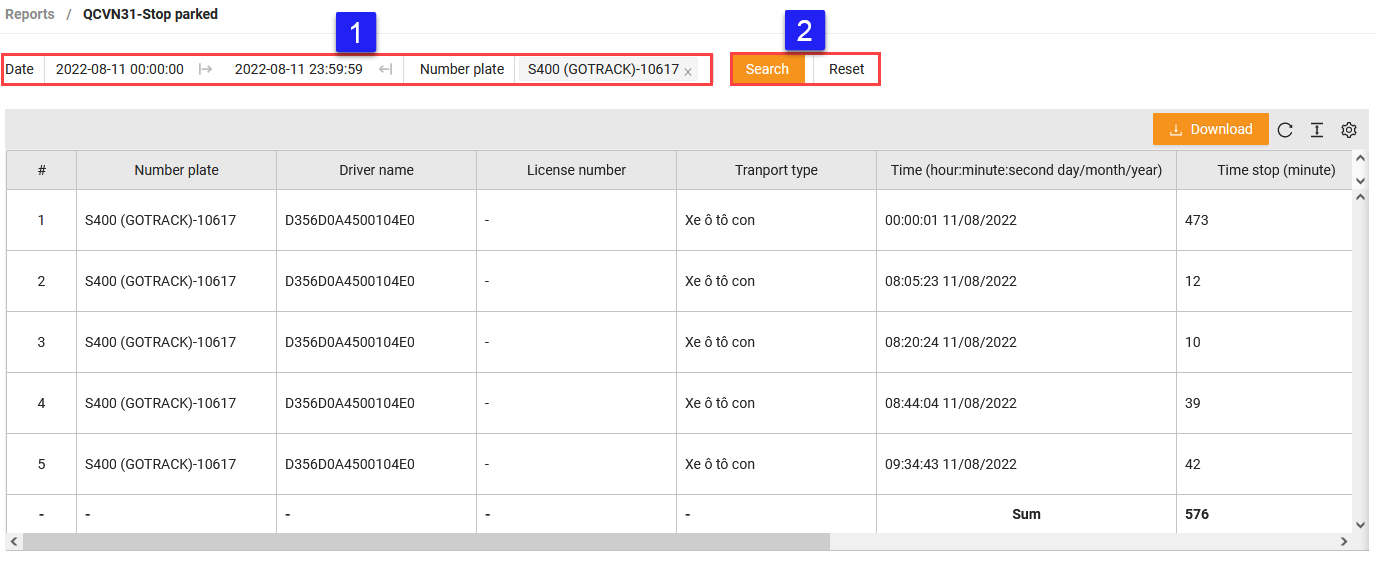 Reports / QCVN31-Stop parked
1
2
Date 2022-08-11 00:00:00 2022-08-11 23:59:59 Number plate S400 (GOTRACK)-10617 x Search Reset
Download
# Number plate Driver name License number Tranport type Time (hour:minute:second day/month/year) Time stop (minute)
1 S400 (GOTRACK)-10617 D356D0A4500104E0 - Xe ô tô con 00:00:01 11/08/2022 473
2 S400 (GOTRACK)-10617 D356D0A4500104E0 - Xe ô tô con 08:05:23 11/08/2022 12
3 S400 (GOTRACK)-10617 D356D0A4500104E0 - Xe ô tô con 08:20:24 11/08/2022 10
4 S400 (GOTRACK)-10617 D356D0A4500104E0 - Xe ô tô con 08:44:04 11/08/2022 39
5 S400 (GOTRACK)-10617 D356D0A4500104E0 - Xe ô tô con 09:34:43 11/08/2022 42
- - - - - Sum 576